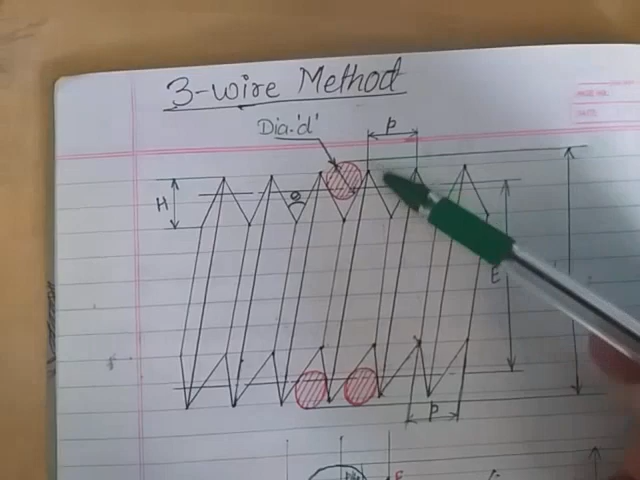 3-wire Method
Dia. 'd'
p
H
θ
E
p